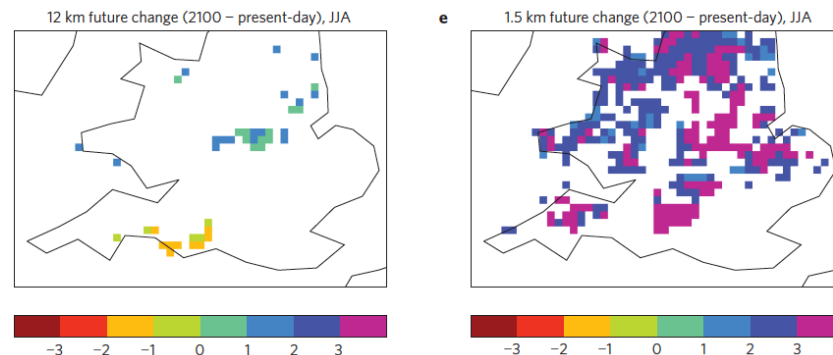 12 km future change (2100 – present-day), JJA
e
1.5 km future change (2100 – present-day), JJA
−3 −2 −1 0 1 2 3
−3 −2 −1 0 1 2 3